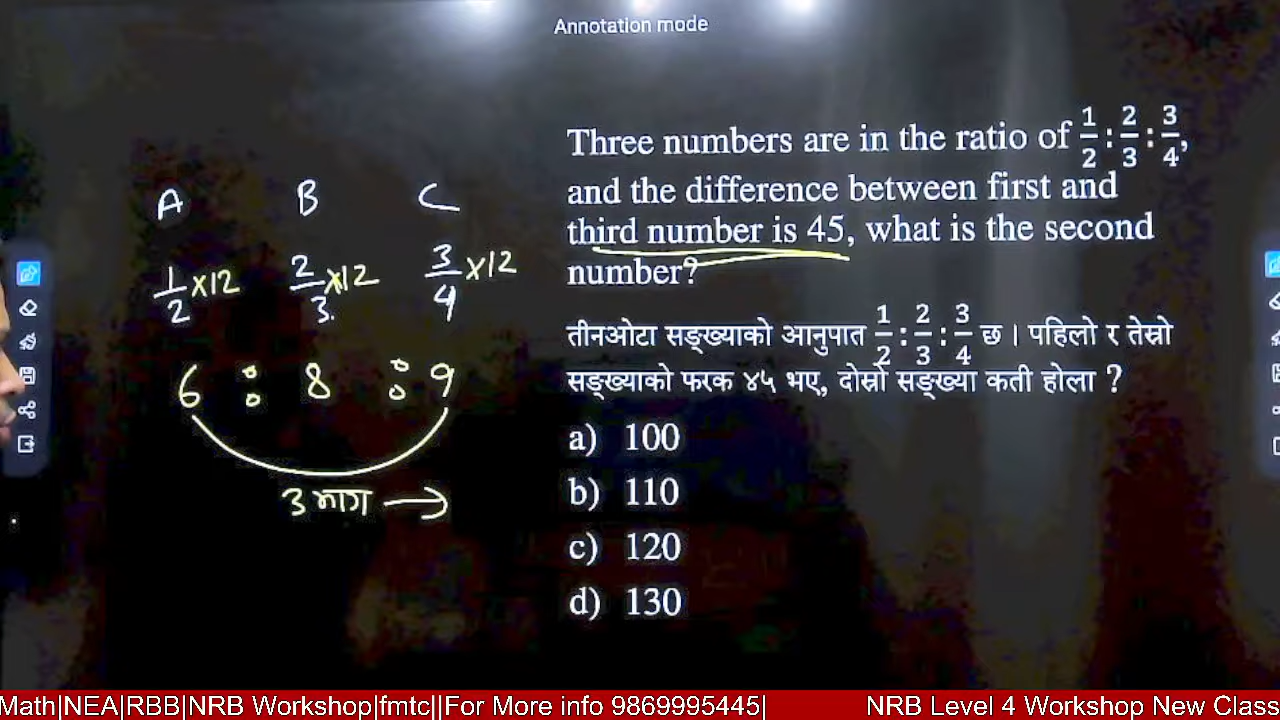 Annotation mode
Three numbers are in the ratio of 1/2 : 2/3 : 3/4,
and the difference between first and
third number is 45, what is the second
number?
तीनओटा सङ्ख्याको आनुपात 1/2 : 2/3 : 3/4 छ । पहिलो र तेस्रो
सङ्ख्याको फरक ४५ भए, दोस्रो सङ्ख्या कती होला ?
a) 100
b) 110
c) 120
d) 130
A B C
1/2 ×12 2/3 ×12 3/4 ×12
6 : 8 : 9
3 भाग →
Math|NEA|RBB|NRB Workshop|fmtc||For More info 9869995445| NRB Level 4 Workshop New Class